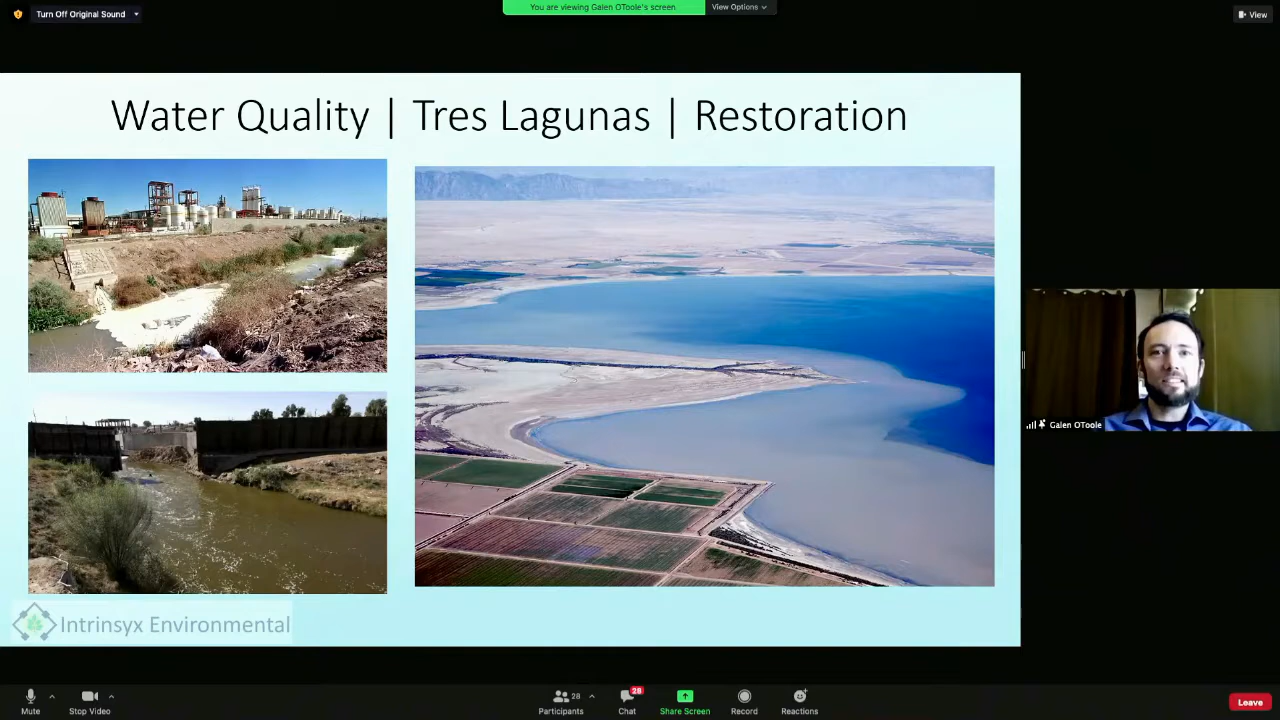 Turn Off Original Sound
You are viewing Galen OToole's screen
View Options
View
Water Quality | Tres Lagunas | Restoration
Galen OToole
Intrinsyx Environmental
Mute
Stop Video
Participants
28
Chat
28
Share Screen
Record
Reactions
Leave